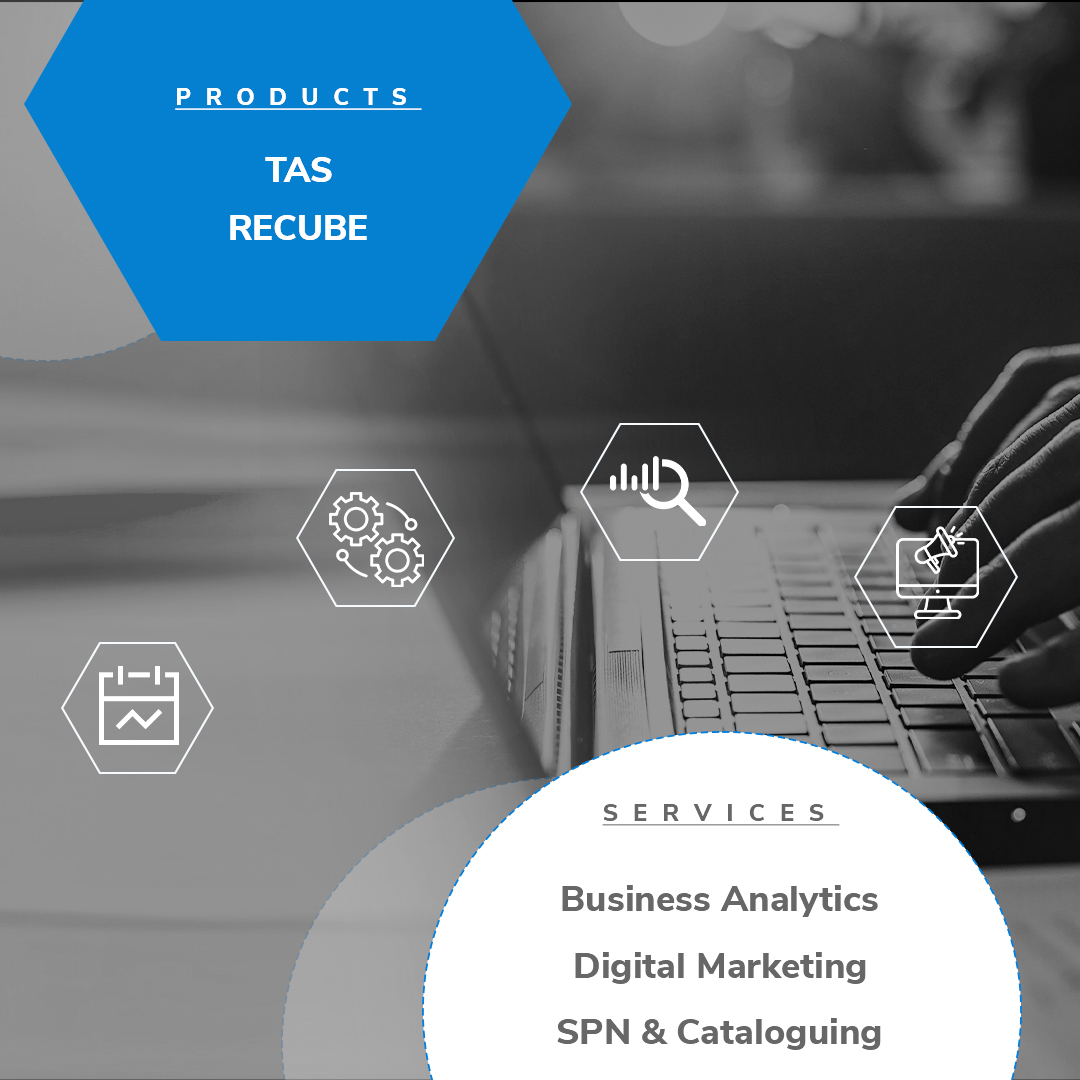 PRODUCTS
TAS
RECUBE
SERVICES
Business Analytics
Digital Marketing
SPN & Cataloguing